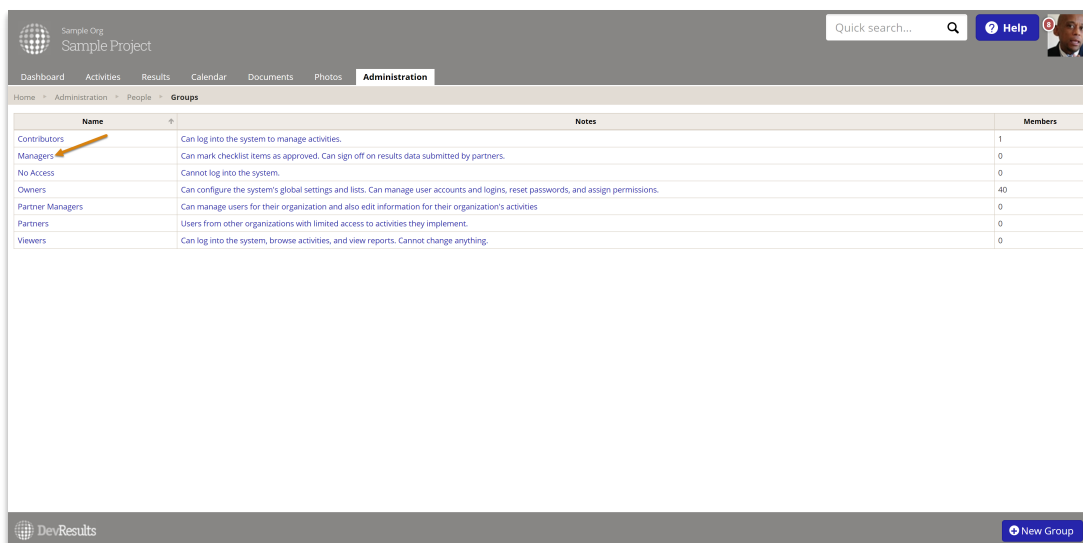 Sample Org
Sample Project
Quick search...
Help
8
Dashboard Activities Results Calendar Documents Photos Administration
Home > Administration > People > Groups
Name ↑ Notes Members
Contributors Can log into the system to manage activities. 1
Managers Can mark checklist items as approved. Can sign off on results data submitted by partners. 0
No Access Cannot log into the system. 0
Owners Can configure the system's global settings and lists. Can manage user accounts and logins, reset passwords, and assign permissions. 40
Partner Managers Can manage users for their organization and also edit information for their organization's activities 0
Partners Users from other organizations with limited access to activities they implement. 0
Viewers Can log into the system, browse activities, and view reports. Cannot change anything. 0
DevResults
New Group